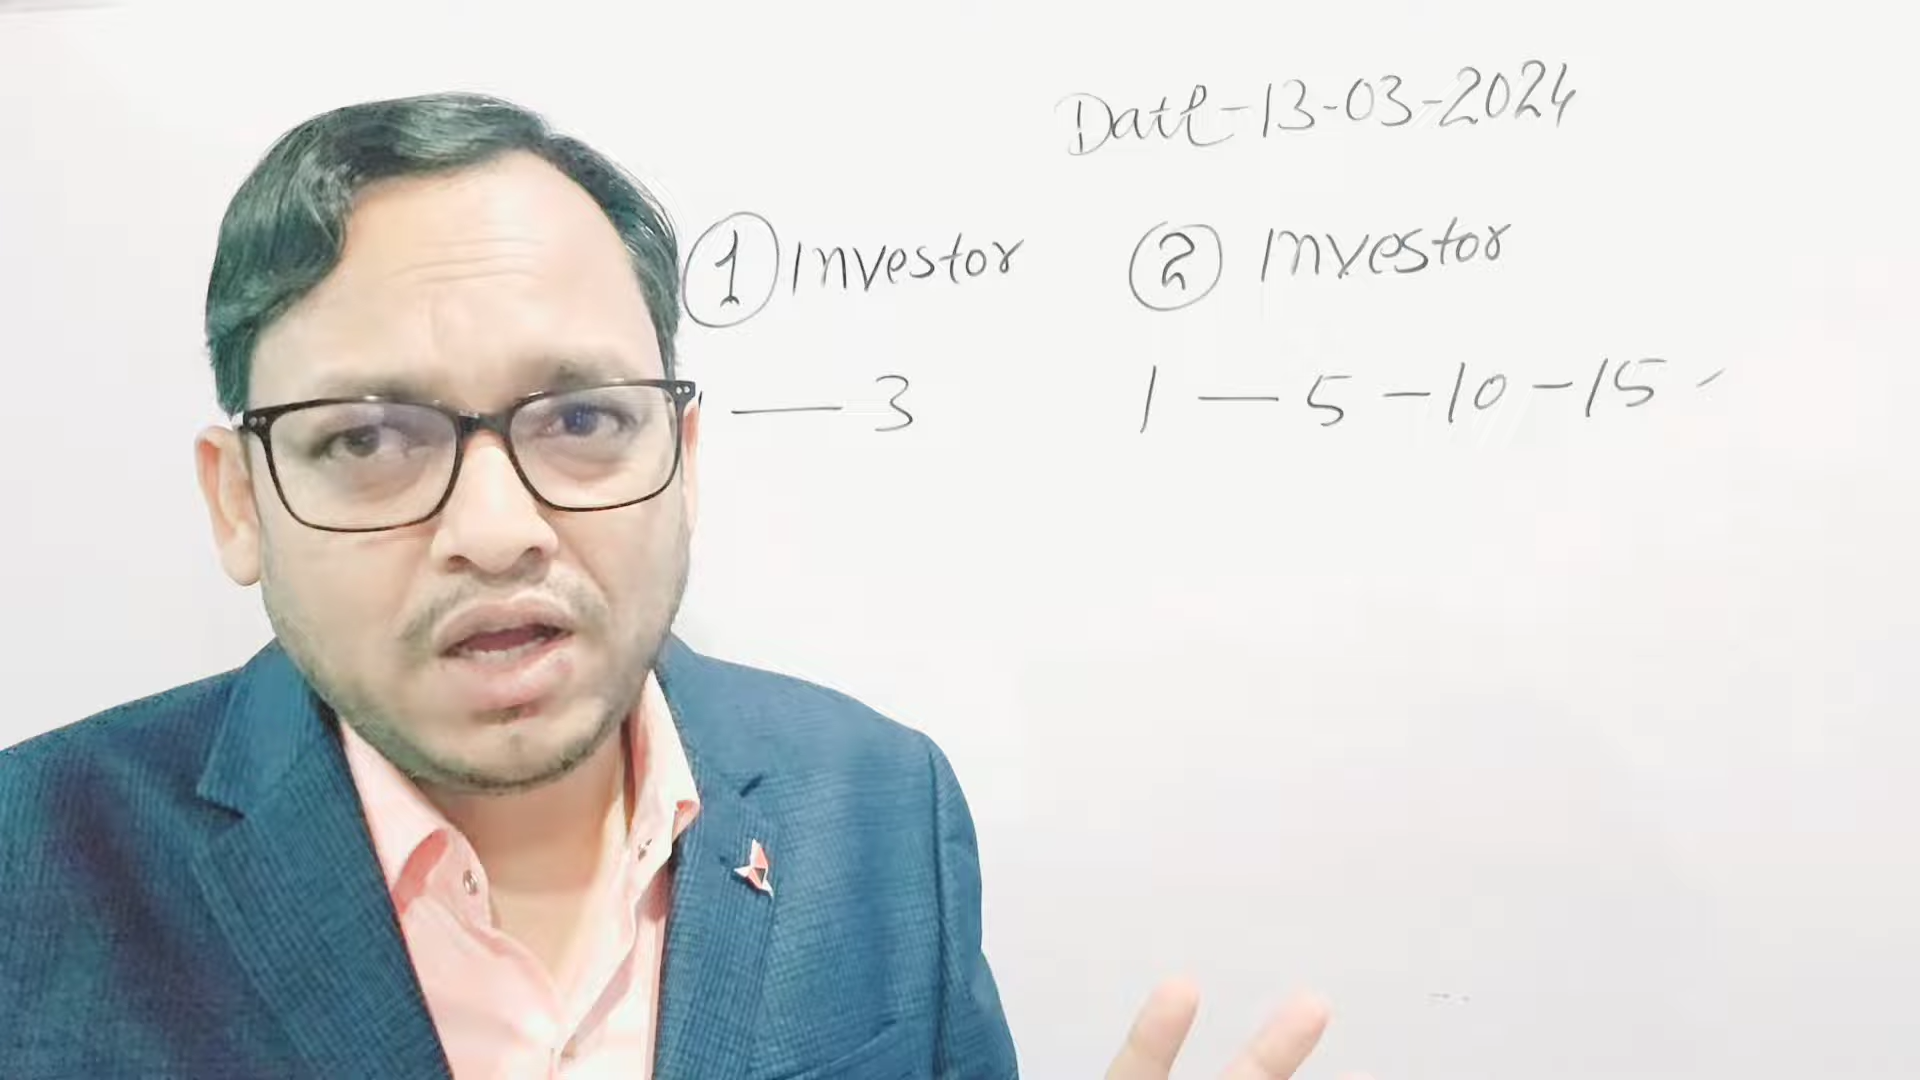 Date-13-03-2024
① Investor ② Investor
— 3 1 — 5 - 10 - 15 -